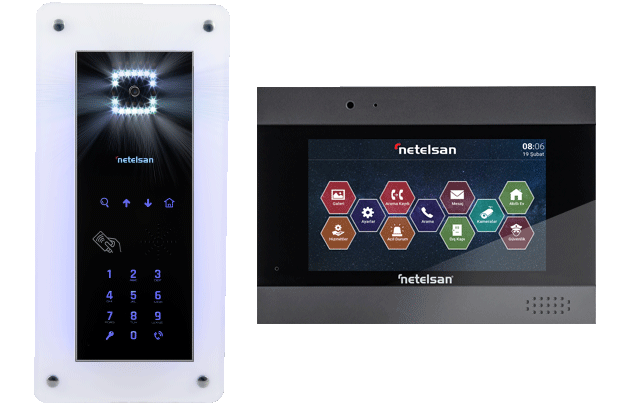 netelsan
1 2 3
4 5 6
7 8 9
0
netelsan
08:06
19 Şubat
Galeri
Arama Kaydı
Mesaj
Akıllı Ev
Ayarlar
Arama
Kameralar
Hizmetler
Acil Durum
Dış Kapı
Güvenlik
netelsan